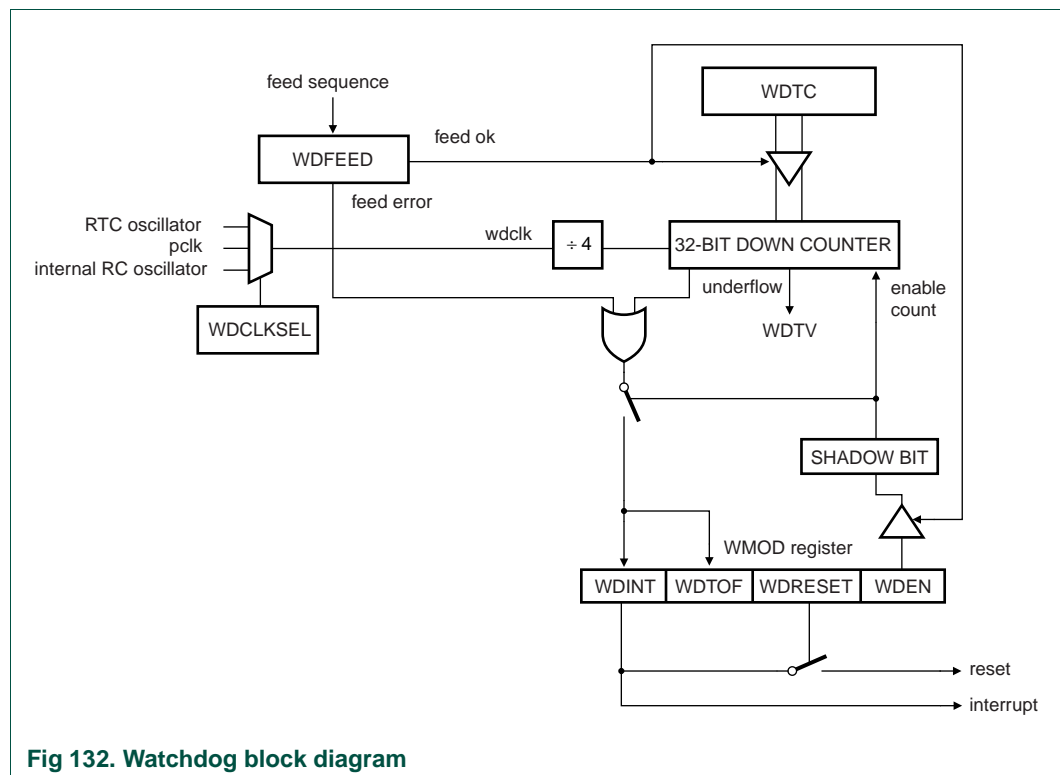 feed sequence
WDTC
feed ok
WDFEED
feed error
RTC oscillator
pclk
internal RC oscillator
wdclk
÷ 4
32-BIT DOWN COUNTER
underflow
enable
count
WDTV
WDCLKSEL
SHADOW BIT
WMOD register
WDINT
WDTOF
WDRESET
WDEN
reset
interrupt
Fig 132. Watchdog block diagram